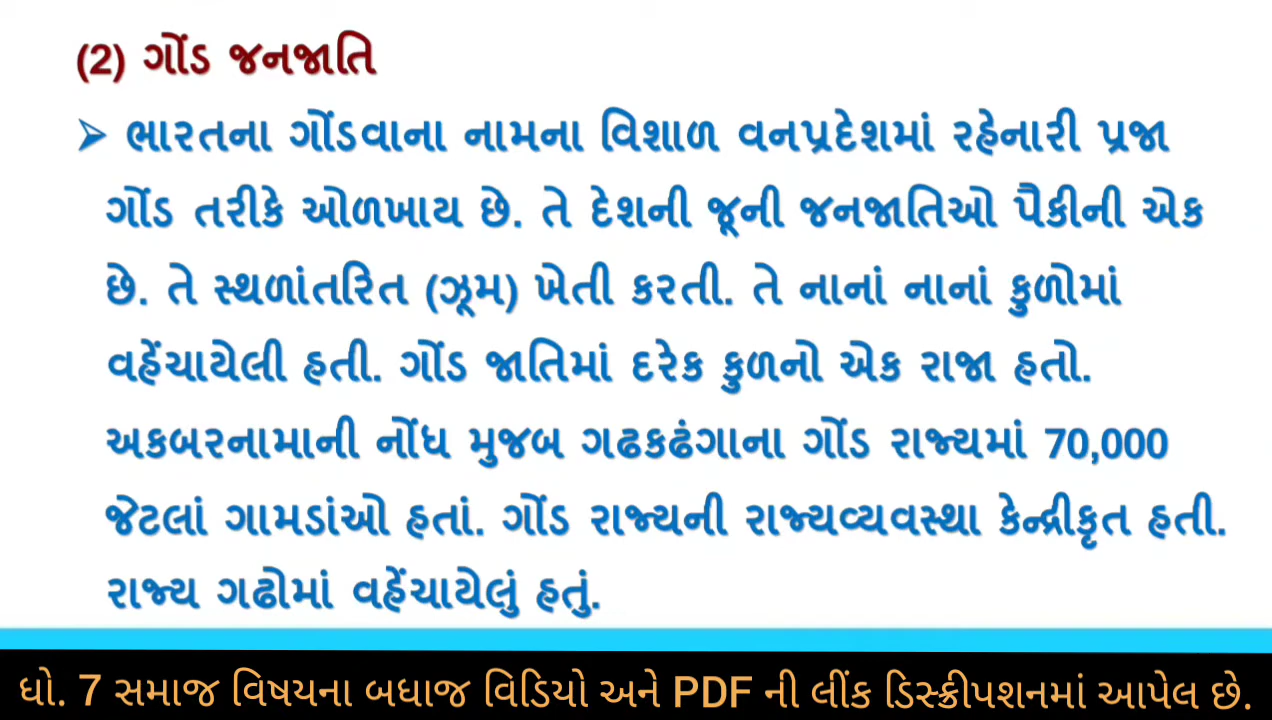 (2) ગોંડ જનજાતિ
➢ ભારતના ગોંડવાના નામના વિશાળ વનપ્રદેશમાં રહેનારી પ્રજા
ગોંડ તરીકે ઓળખાય છે. તે દેશની જૂની જનજાતિઓ પૈકીની એક
છે. તે સ્થળાંતરિત (ઝૂમ) ખેતી કરતી. તે નાનાં નાનાં કુળોમાં
વહેંચાયેલી હતી. ગોંડ જાતિમાં દરેક કુળનો એક રાજા હતો.
અકબરનામાની નોંધ મુજબ ગઢકઢંગાના ગોંડ રાજ્યમાં 70,000
જેટલાં ગામડાંઓ હતાં. ગોંડ રાજ્યની રાજ્યવ્યવસ્થા કેન્દ્રીકૃત હતી.
રાજ્ય ગઢોમાં વહેંચાયેલું હતું.
ધો. 7 સમાજ વિષયના બધાજ વિડિયો અને PDF ની લીંક ડિસ્ક્રીપશનમાં આપેલ છે.